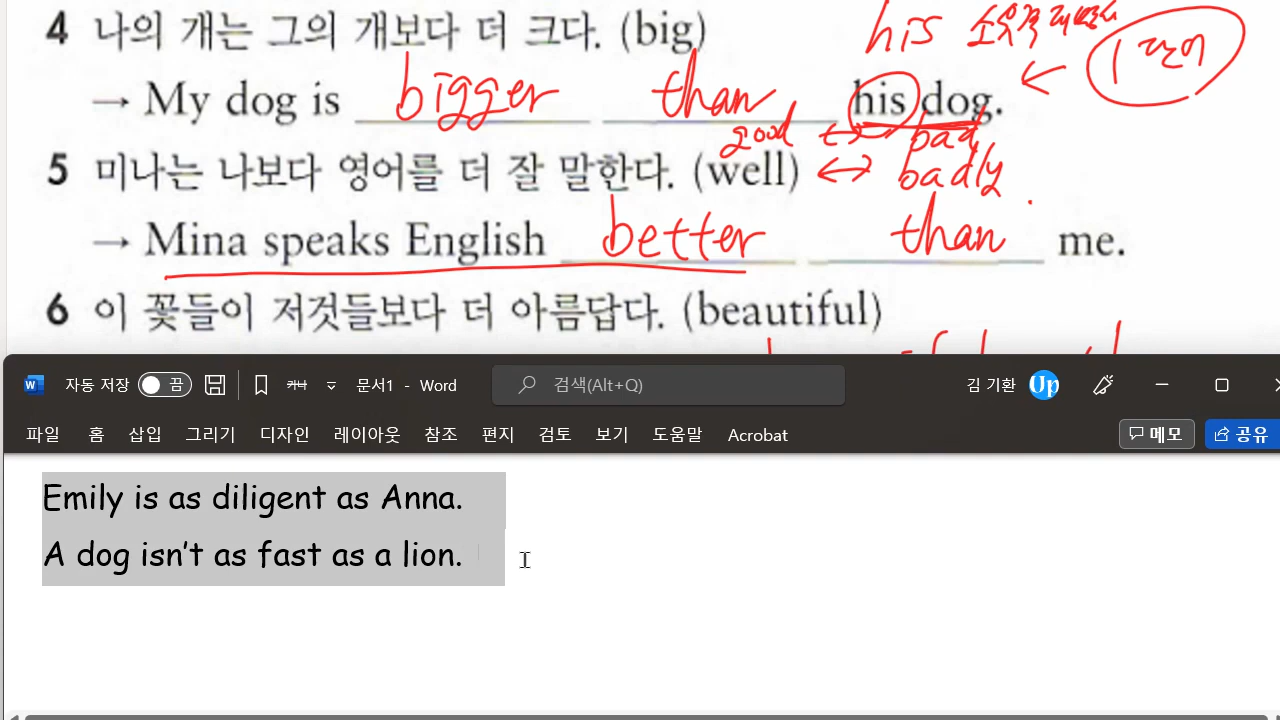 his 소유격
1 단어
4 나의 개는 그의 개보다 더 크다. (big)
→ My dog is bigger than his dog. ←
good ↔ bad
5 미나는 나보다 영어를 더 잘 말한다. (well) ↔ badly
→ Mina speaks English better than me.
6 이 꽃들이 저것들보다 더 아름답다. (beautiful)
자동 저장 끔 가나 문서1 - Word 검색(Alt+Q) 김 기환 Up
파일 홈 삽입 그리기 디자인 레이아웃 참조 편지 검토 보기 도움말 Acrobat 메모 공유
Emily is as diligent as Anna.
A dog isn't as fast as a lion.